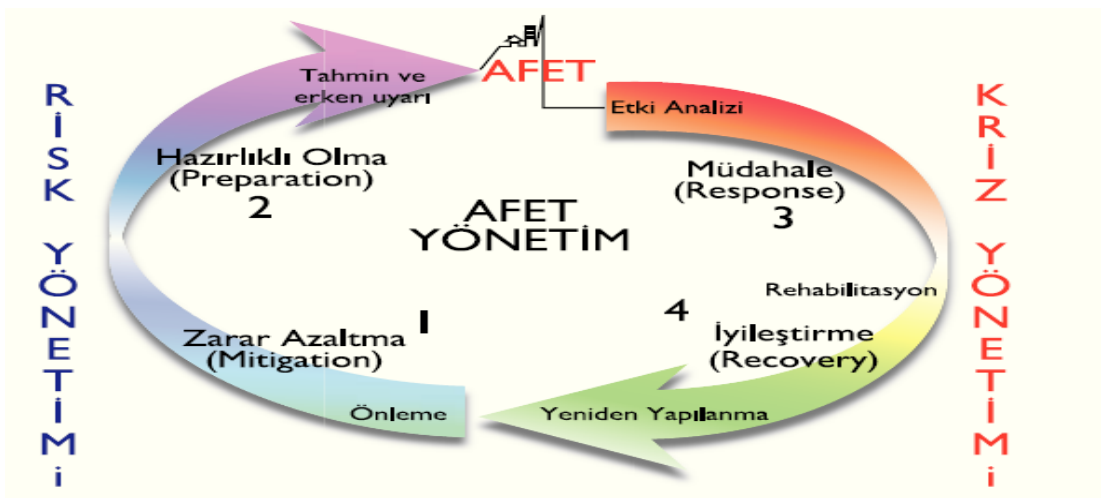 RİSK YÖNETİMİ
Tahmin ve
erken uyarı
AFET
Etki Analizi
Hazırlıklı Olma
(Preparation)
2
Müdahale
(Response)
3
AFET
YÖNETİM
Rehabilitasyon
1
Zarar Azaltma
(Mitigation)
4
İyileştirme
(Recovery)
Önleme
Yeniden Yapılanma
KRİZ YÖNETİMİ